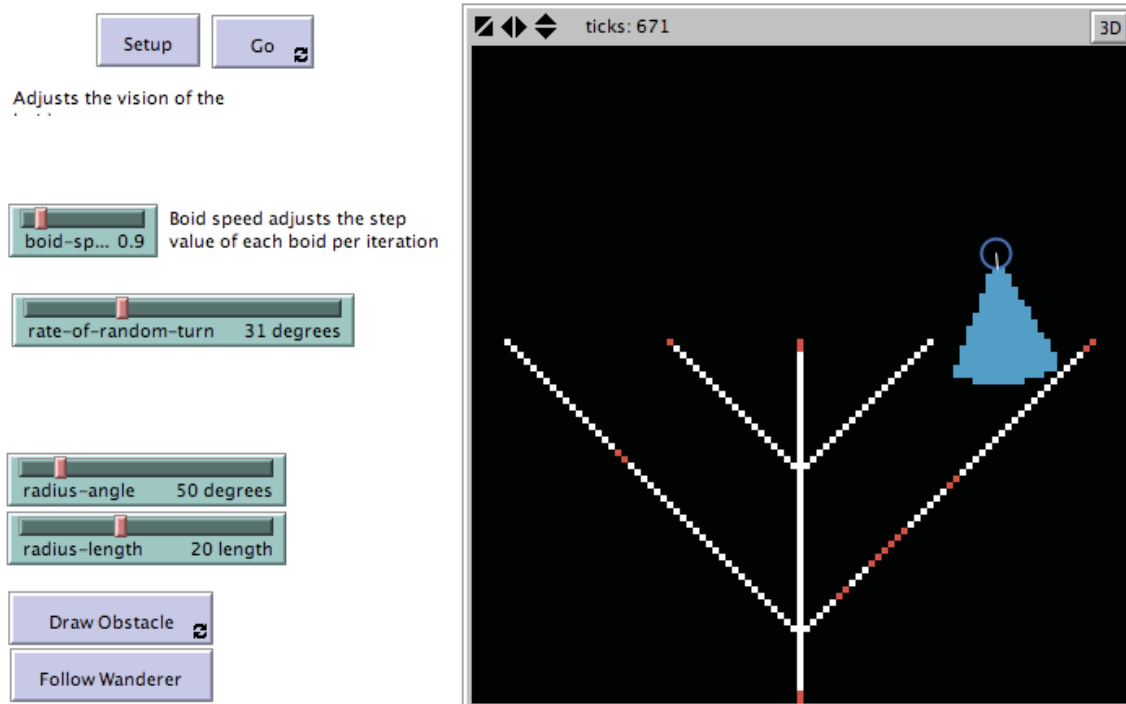 Setup
Go
ticks: 671
3D
Adjusts the vision of the
boid-sp... 0.9
Boid speed adjusts the step
value of each boid per iteration
rate-of-random-turn 31 degrees
radius-angle 50 degrees
radius-length 20 length
Draw Obstacle
Follow Wanderer